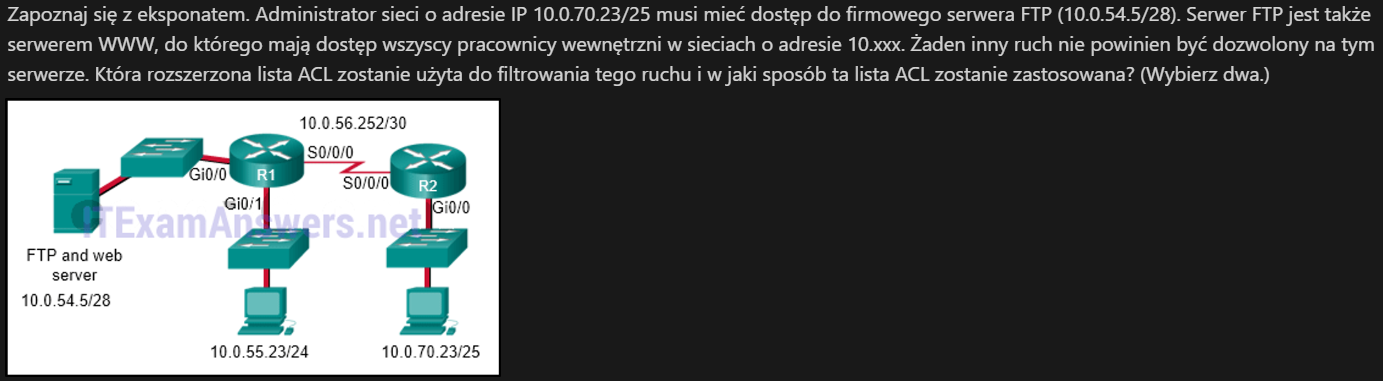 Zapoznaj się z eksponatem. Administrator sieci o adresie IP 10.0.70.23/25 musi mieć dostęp do firmowego serwera FTP (10.0.54.5/28). Serwer FTP jest także
serwerem WWW, do którego mają dostęp wszyscy pracownicy wewnętrzni w sieciach o adresie 10.xxx. Żaden inny ruch nie powinien być dozwolony na tym
serwerze. Która rozszerzona lista ACL zostanie użyta do filtrowania tego ruchu i w jaki sposób ta lista ACL zostanie zastosowana? (Wybierz dwa.)
10.0.56.252/30
S0/0/0
Gi0/0
R1
S0/0/0
R2
Gi0/1
Gi0/0
ITExamAnswers.net
FTP and web
server
10.0.54.5/28
10.0.55.23/24
10.0.70.23/25